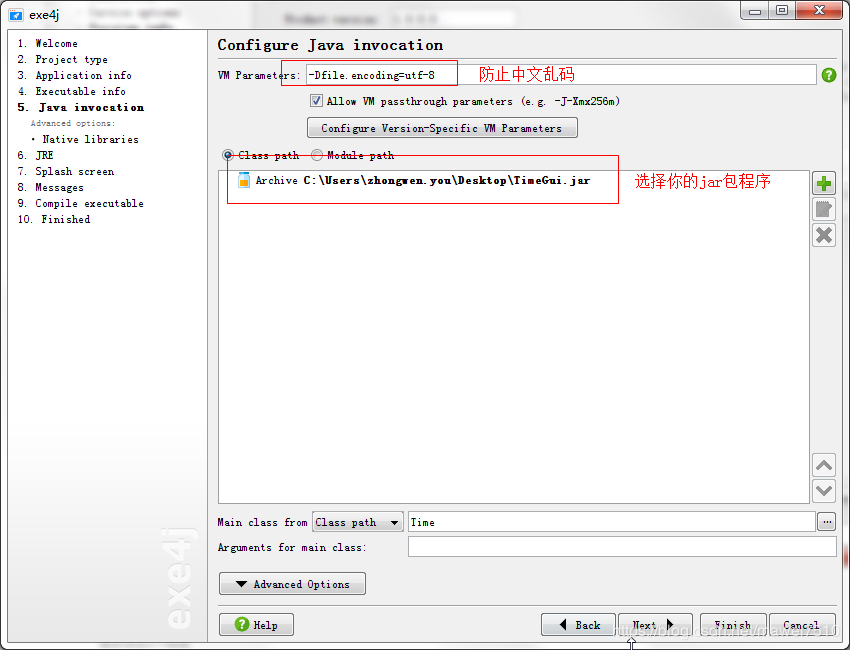 exe4j
1. Welcome
2. Project type
3. Application info
4. Executable info
5. Java invocation
Advanced options:
• Native libraries
6. JRE
7. Splash screen
8. Messages
9. Compile executable
10. Finished
exe4j
Configure Java invocation
VM Parameters: -Dfile.encoding=utf-8 防止中文乱码
Allow VM passthrough parameters (e.g. -J-Xmx256m)
Configure Version-Specific VM Parameters
Class path Module path
Archive C:\Users\zhongwen.you\Desktop\TimeGui.jar 选择你的jar包程序
Main class from Class path Time ...
Arguments for main class:
Advanced Options
Help Back Next Finish Cancel